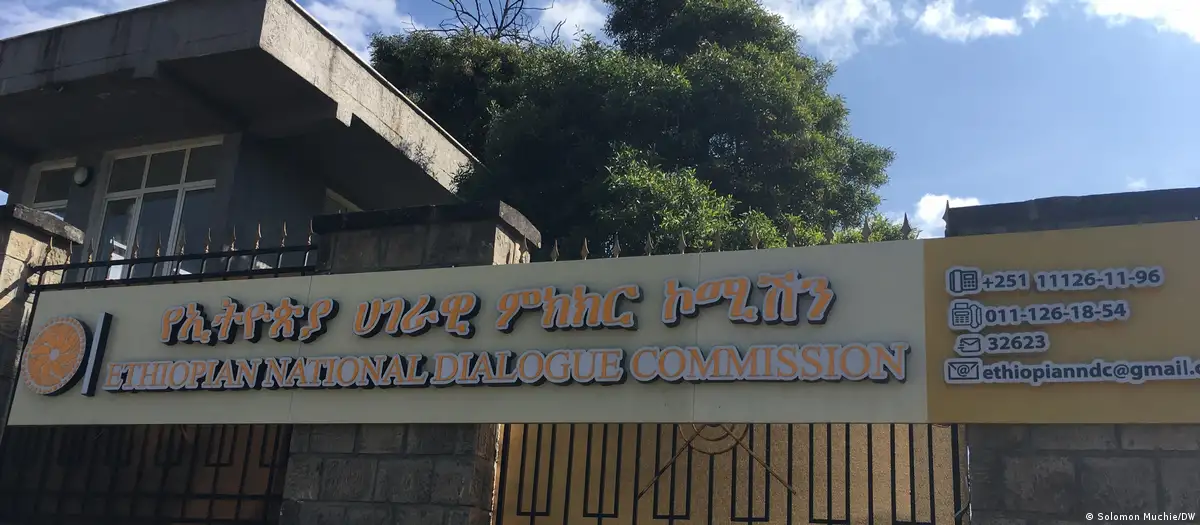 የኢትዮጵያ ሀገራዊ ምክክር ኮሚሽን
ETHIOPIAN NATIONAL DIALOGUE COMMISSION
+251 11126-11-96
011-126-18-54
32623
ethiopianndc@gmail.c
© Solomon Muchie/DW